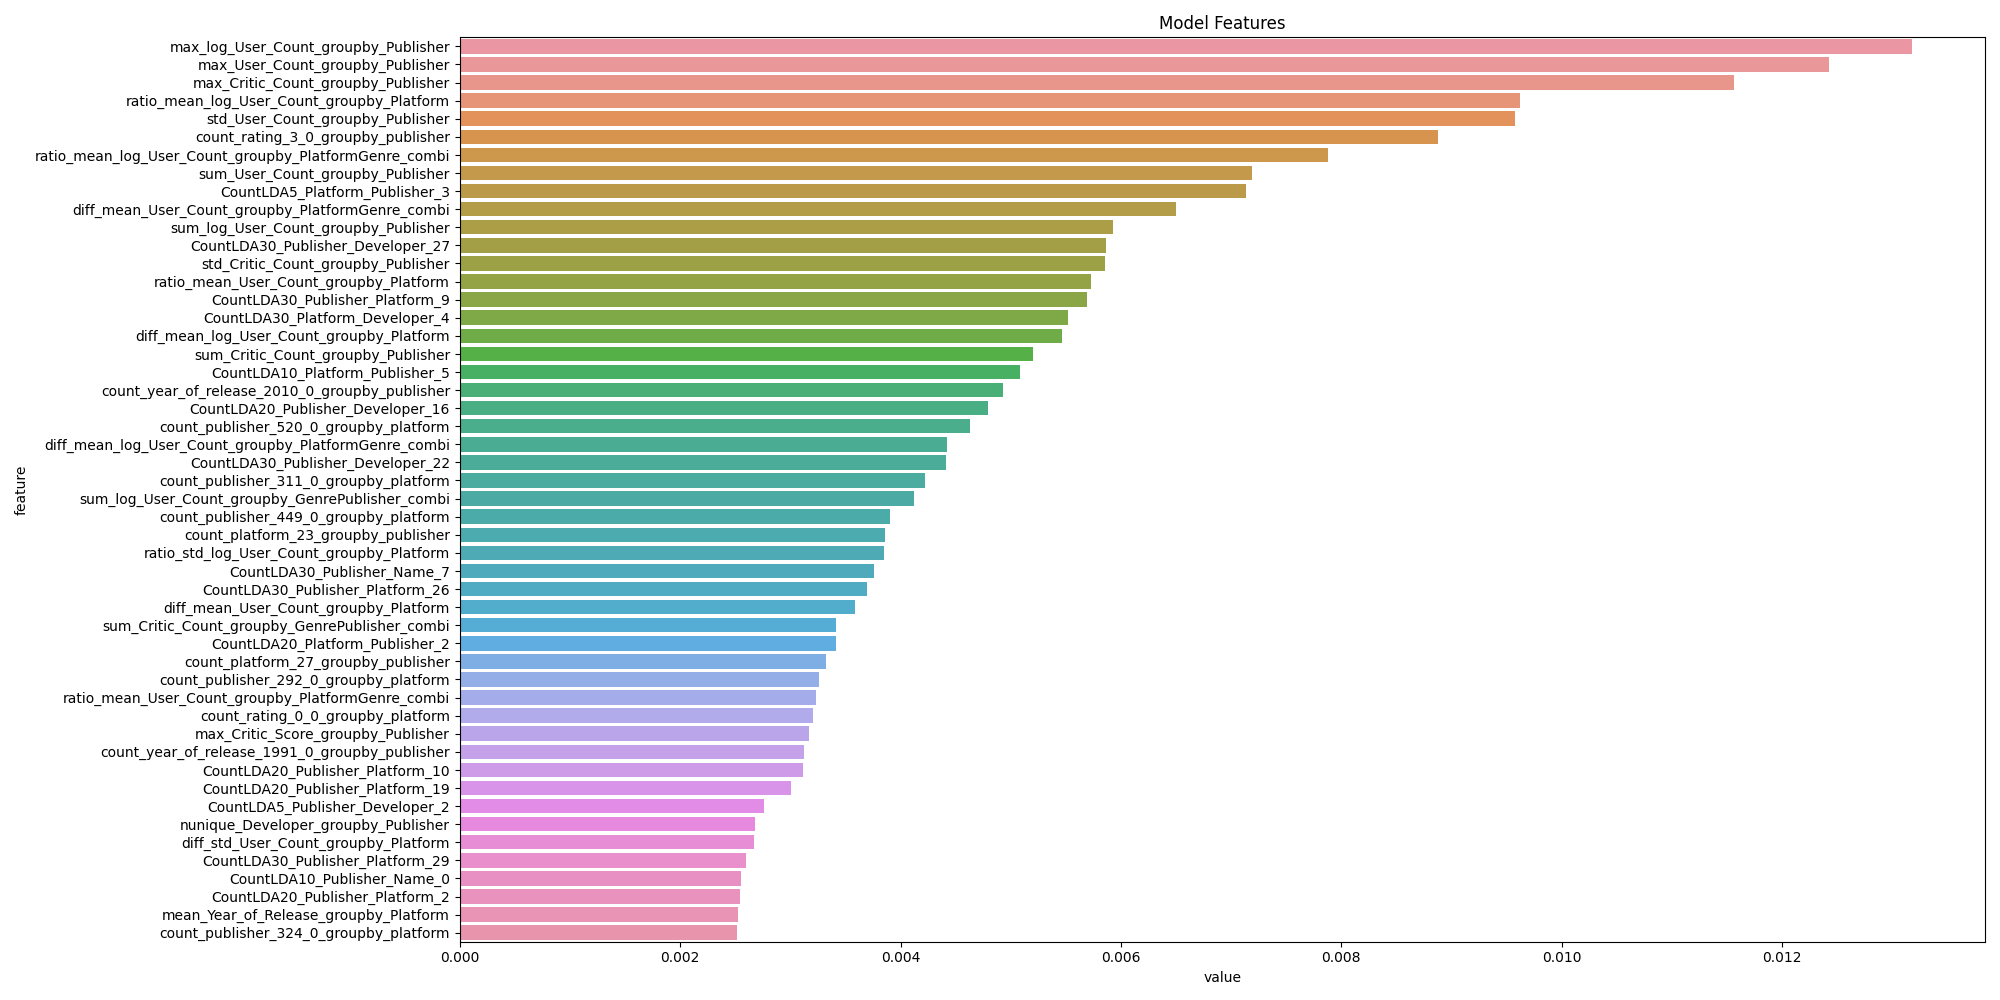 Model Features
feature
max_log_User_Count_groupby_Publisher
max_User_Count_groupby_Publisher
max_Critic_Count_groupby_Publisher
ratio_mean_log_User_Count_groupby_Platform
std_User_Count_groupby_Publisher
count_rating_3_0_groupby_publisher
ratio_mean_log_User_Count_groupby_PlatformGenre_combi
sum_User_Count_groupby_Publisher
CountLDA5_Platform_Publisher_3
diff_mean_User_Count_groupby_PlatformGenre_combi
sum_log_User_Count_groupby_Publisher
CountLDA30_Publisher_Developer_27
std_Critic_Count_groupby_Publisher
ratio_mean_User_Count_groupby_Platform
CountLDA30_Publisher_Platform_9
CountLDA30_Platform_Developer_4
diff_mean_log_User_Count_groupby_Platform
sum_Critic_Count_groupby_Publisher
CountLDA10_Platform_Publisher_5
count_year_of_release_2010_0_groupby_publisher
CountLDA20_Publisher_Developer_16
count_publisher_520_0_groupby_platform
diff_mean_log_User_Count_groupby_PlatformGenre_combi
CountLDA30_Publisher_Developer_22
count_publisher_311_0_groupby_platform
sum_log_User_Count_groupby_GenrePublisher_combi
count_publisher_449_0_groupby_platform
count_platform_23_groupby_publisher
ratio_std_log_User_Count_groupby_Platform
CountLDA30_Publisher_Name_7
CountLDA30_Publisher_Platform_26
diff_mean_User_Count_groupby_Platform
sum_Critic_Count_groupby_GenrePublisher_combi
CountLDA20_Platform_Publisher_2
count_platform_27_groupby_publisher
count_publisher_292_0_groupby_platform
ratio_mean_User_Count_groupby_PlatformGenre_combi
count_rating_0_0_groupby_platform
max_Critic_Score_groupby_Publisher
count_year_of_release_1991_0_groupby_publisher
CountLDA20_Publisher_Platform_10
CountLDA20_Publisher_Platform_19
CountLDA5_Publisher_Developer_2
nunique_Developer_groupby_Publisher
diff_std_User_Count_groupby_Platform
CountLDA30_Publisher_Platform_29
CountLDA10_Publisher_Name_0
CountLDA20_Publisher_Platform_2
mean_Year_of_Release_groupby_Platform
count_publisher_324_0_groupby_platform
0.000 0.002 0.004 0.006 0.008 0.010 0.012
value